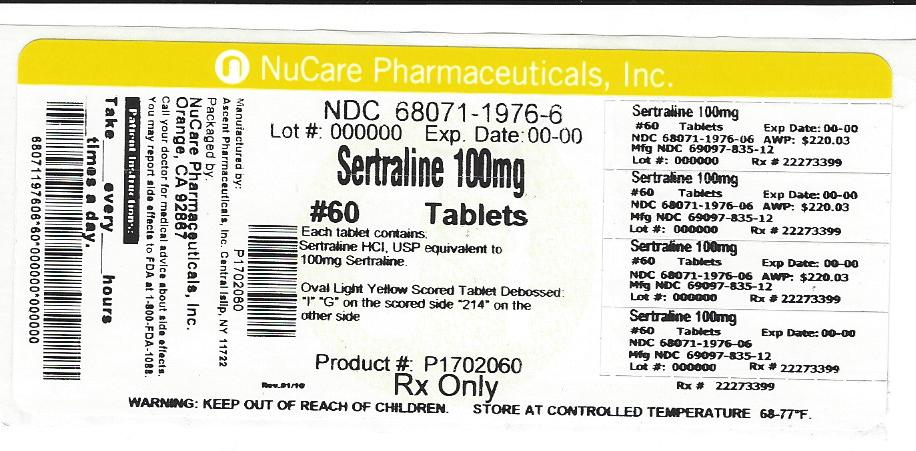 n NuCare Pharmaceuticals, Inc.
68071197606*60*0000000*000000
Take ____ every ____ hours
____ times a day.
Patient Instructions:
You may report side effects to FDA at 1-800-FDA-1088.
Call your doctor for medical advice about side effects.
Orange, CA 92867
NuCare Pharmaceuticals, Inc.
Packaged by:
Ascent Pharmaceuticals, Inc. Central Islip, NY 11722
Manufactured by:
P1702060
NDC 68071-1976-6
Lot #: 000000 Exp. Date: 00-00
Sertraline 100mg
#60 Tablets
Each tablet contains:
Sertraline HCl, USP equivalent to
100mg Sertraline.
Oval Light Yellow Scored Tablet Debossed:
"I" "G" on the scored side "214" on the
other side
Product #: P1702060
Rx Only
WARNING: KEEP OUT OF REACH OF CHILDREN. STORE AT CONTROLLED TEMPERATURE 68-77°F.
Sertraline 100mg
#60 Tablets Exp Date: 00-00
NDC 68071-1976-06 AWP: $220.03
Mfg NDC 69097-835-12
Lot #: 000000 Rx # 22273399
Sertraline 100mg
#60 Tablets Exp Date: 00-00
NDC 68071-1976-06 AWP: $220.03
Mfg NDC 69097-835-12
Lot #: 000000 Rx # 22273399
Sertraline 100mg
#60 Tablets Exp Date: 00-00
NDC 68071-1976-06 AWP: $220.03
Mfg NDC 69097-835-12
Lot #: 000000 Rx # 22273399
Sertraline 100mg
#60 Tablets Exp Date: 00-00
NDC 68071-1976-06
Mfg NDC 69097-835-12
Lot #: 000000 Rx # 22273399
Rx # 22273399